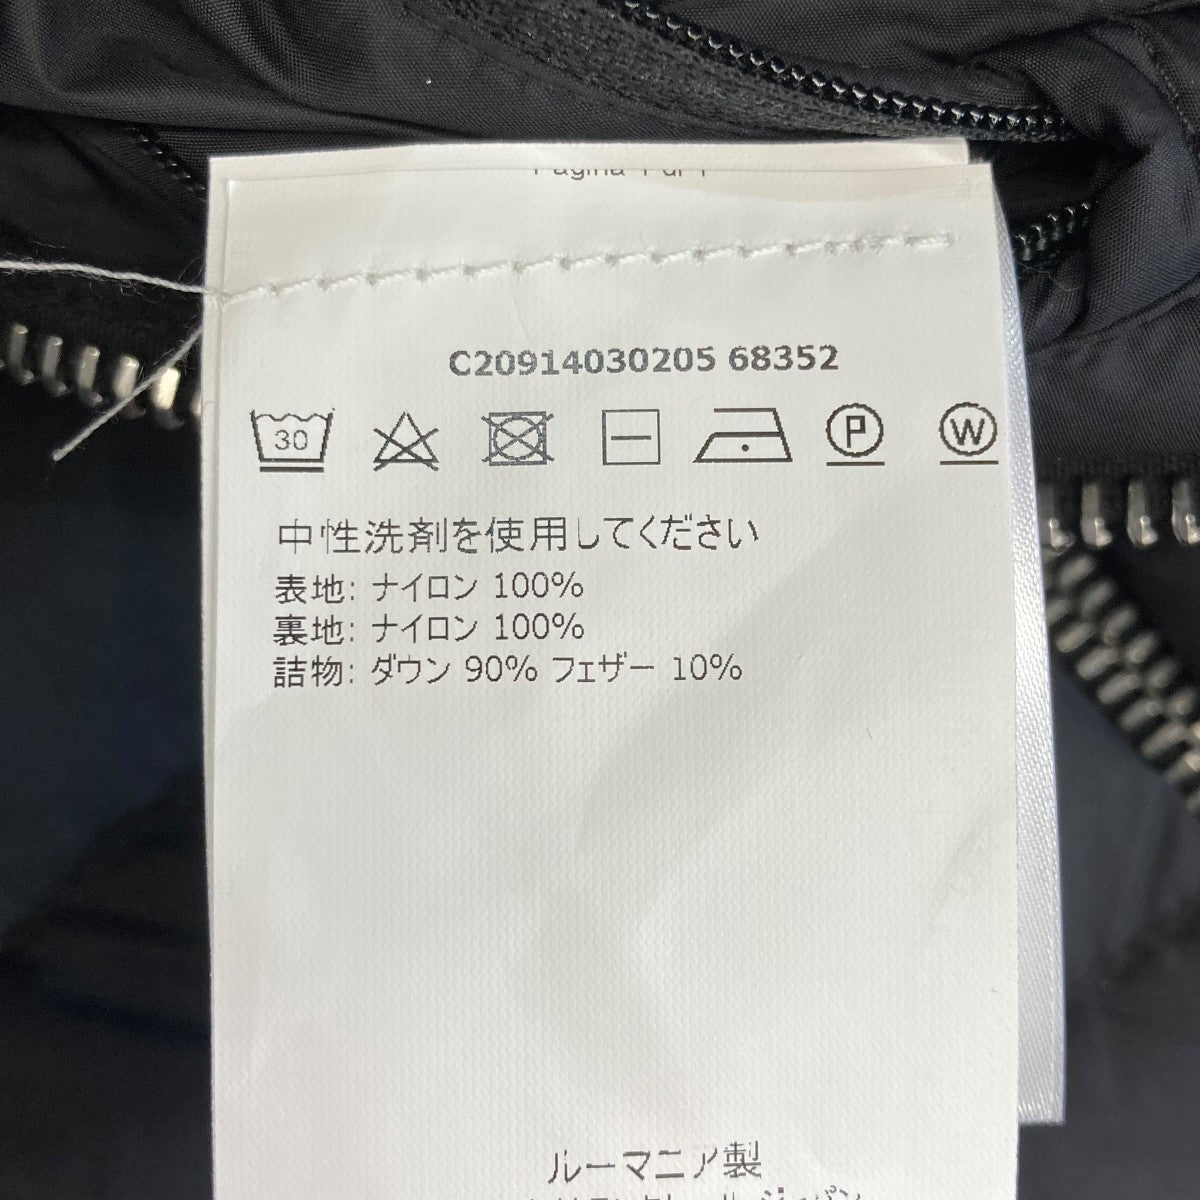 C20914030205 68352
30 P W
中性洗剤を使用してください
表地: ナイロン 100%
裏地: ナイロン 100%
詰物: ダウン 90% フェザー 10%
ルーマニア製